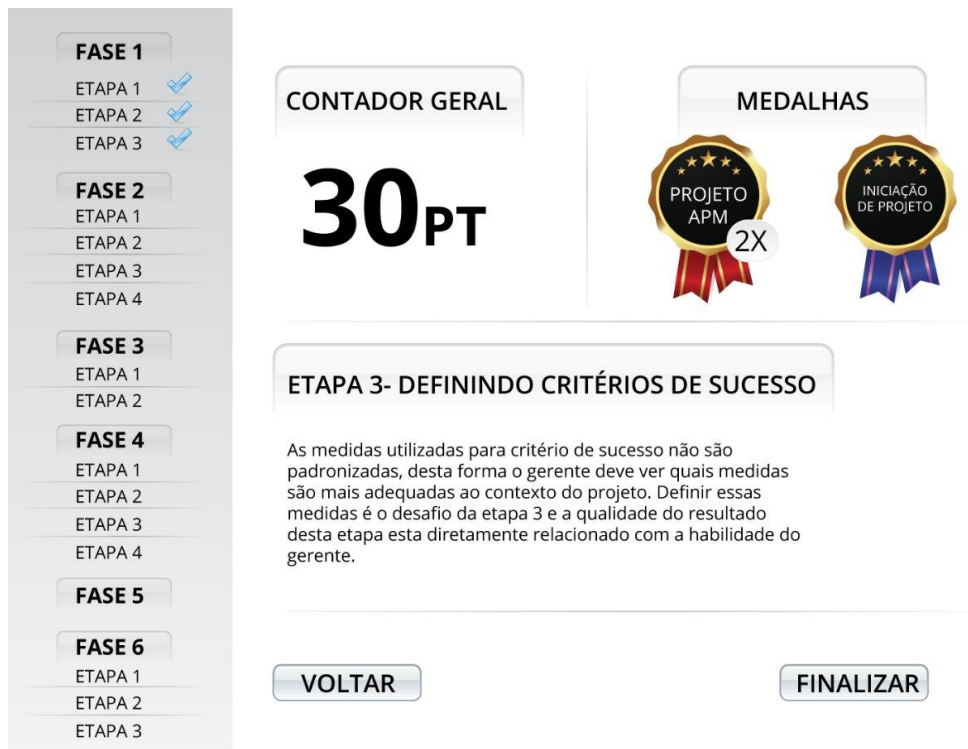 FASE 1
ETAPA 1
ETAPA 2
ETAPA 3
FASE 2
ETAPA 1
ETAPA 2
ETAPA 3
ETAPA 4
FASE 3
ETAPA 1
ETAPA 2
FASE 4
ETAPA 1
ETAPA 2
ETAPA 3
ETAPA 4
FASE 5
FASE 6
ETAPA 1
ETAPA 2
ETAPA 3
CONTADOR GERAL
30PT
MEDALHAS
PROJETO
APM
2X
INICIAÇÃO
DE PROJETO
ETAPA 3- DEFININDO CRITÉRIOS DE SUCESSO
As medidas utilizadas para critério de sucesso não são
padronizadas, desta forma o gerente deve ver quais medidas
são mais adequadas ao contexto do projeto. Definir essas
medidas é o desafio da etapa 3 e a qualidade do resultado
desta etapa esta diretamente relacionado com a habilidade do
gerente.
VOLTAR
FINALIZAR